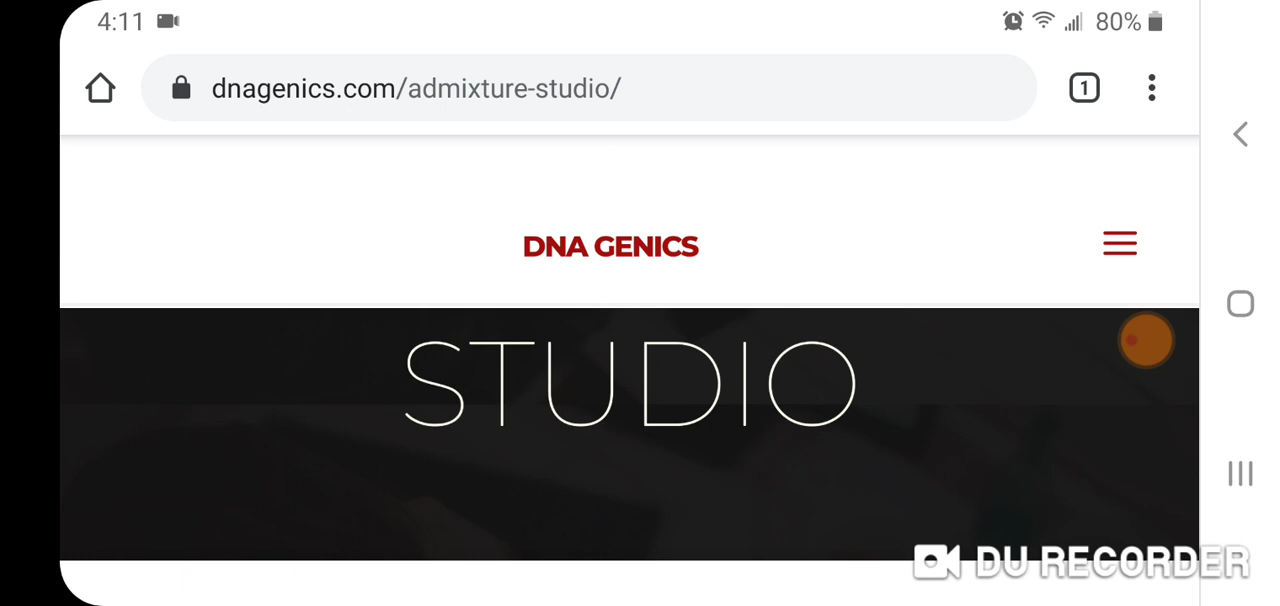 4:11 80%
dnagenics.com/admixture-studio/ 1
DNA GENICS
STUDIO
DU RECORDER